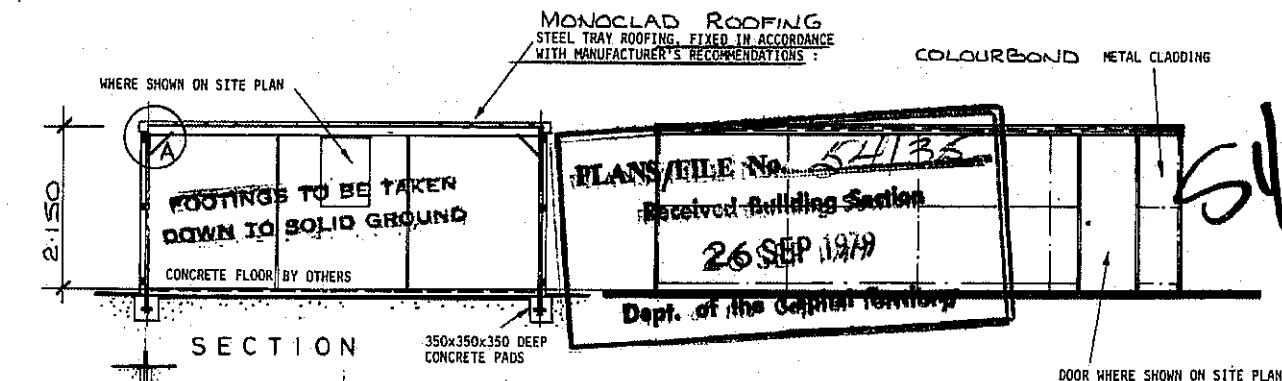 MONOCLAD ROOFING
STEEL TRAY ROOFING, FIXED IN ACCORDANCE
WITH MANUFACTURER'S RECOMMENDATIONS :
COLOURBOND METAL CLADDING
WHERE SHOWN ON SITE PLAN
A
2·150
FOOTINGS TO BE TAKEN
DOWN TO SOLID GROUND
CONCRETE FLOOR BY OTHERS
PLANS/FILE No. 54135
Received Building Section
26 SEP 1979
Dept. of the Capital Territory
54
SECTION
350x350x350 DEEP
CONCRETE PADS
DOOR WHERE SHOWN ON SITE PLAN